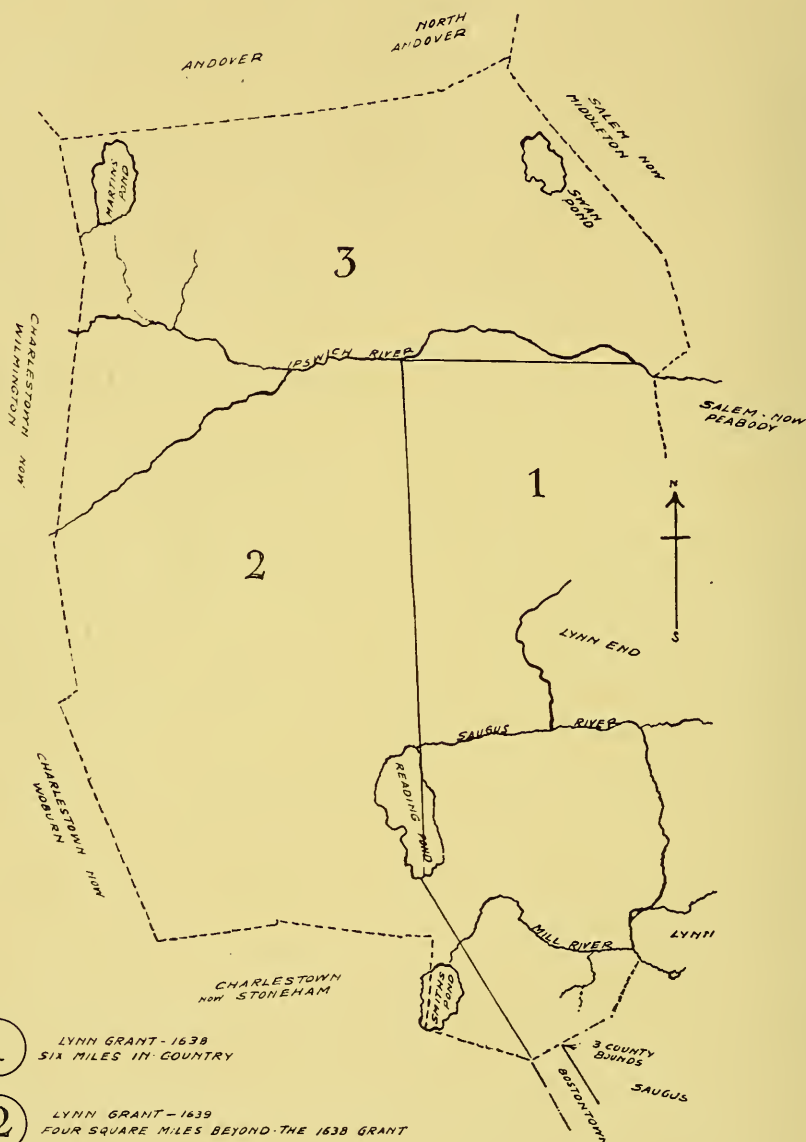 NORTH
ANDOVER
ANDOVER
SALEM NOW
MIDDLETON
MARTINS
POND
SWAN
POND
3
CHARLESTOWN NOW
WILMINGTON
IPSWICH RIVER
SALEM - NOW
PEABODY
1
N
2
S
LYNN END
SAUGUS RIVER
READING POND
CHARLESTOWN NOW
WOBURN
MILL RIVER
LYNN
CHARLESTOWN
NOW STONEHAM
SMITHS
POND
LYNN GRANT - 1638
SIX MILES IN COUNTRY
3 COUNTY
BOUNDS
SAUGUS
BOSTONTOWN
2
LYNN GRANT - 1639
FOUR SQUARE MILES BEYOND THE 1638 GRANT